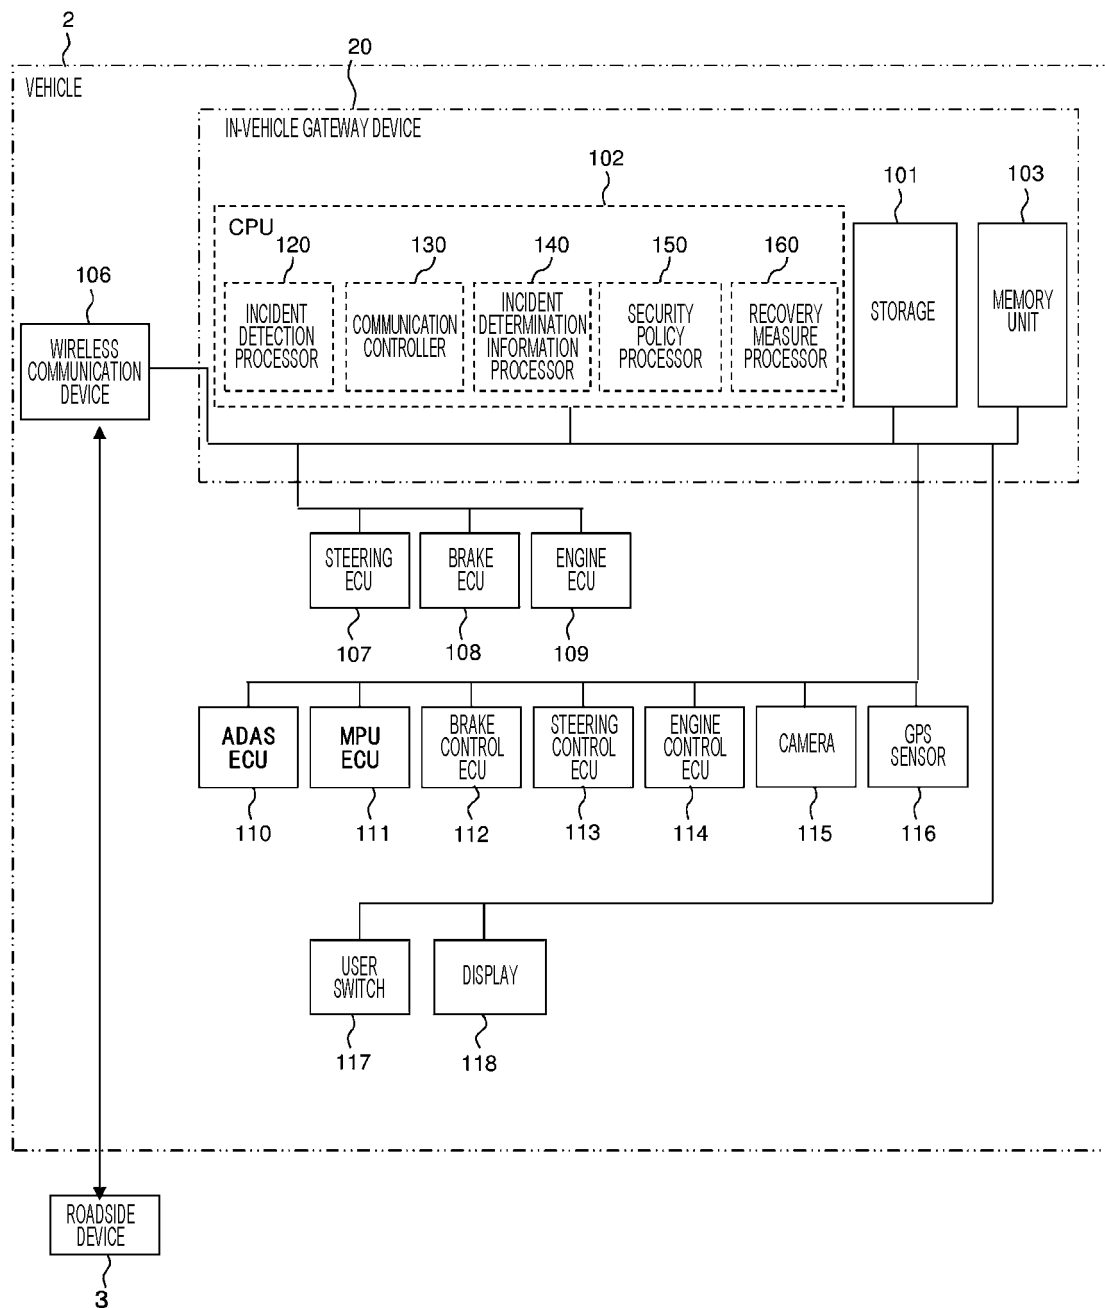 2
VEHICLE
20
IN-VEHICLE GATEWAY DEVICE
102
101
103
CPU
120
130
140
150
160
INCIDENT
DETECTION
PROCESSOR
COMMUNICATION
CONTROLLER
INCIDENT
DETERMINATION
INFORMATION
PROCESSOR
SECURITY
POLICY
PROCESSOR
RECOVERY
MEASURE
PROCESSOR
STORAGE
MEMORY
UNIT
106
WIRELESS
COMMUNICATION
DEVICE
STEERING
ECU
BRAKE
ECU
ENGINE
ECU
107
108
109
ADAS
ECU
MPU
ECU
BRAKE
CONTROL
ECU
STEERING
CONTROL
ECU
ENGINE
CONTROL
ECU
CAMERA
GPS
SENSOR
110
111
112
113
114
115
116
USER
SWITCH
DISPLAY
117
118
ROADSIDE
DEVICE
3